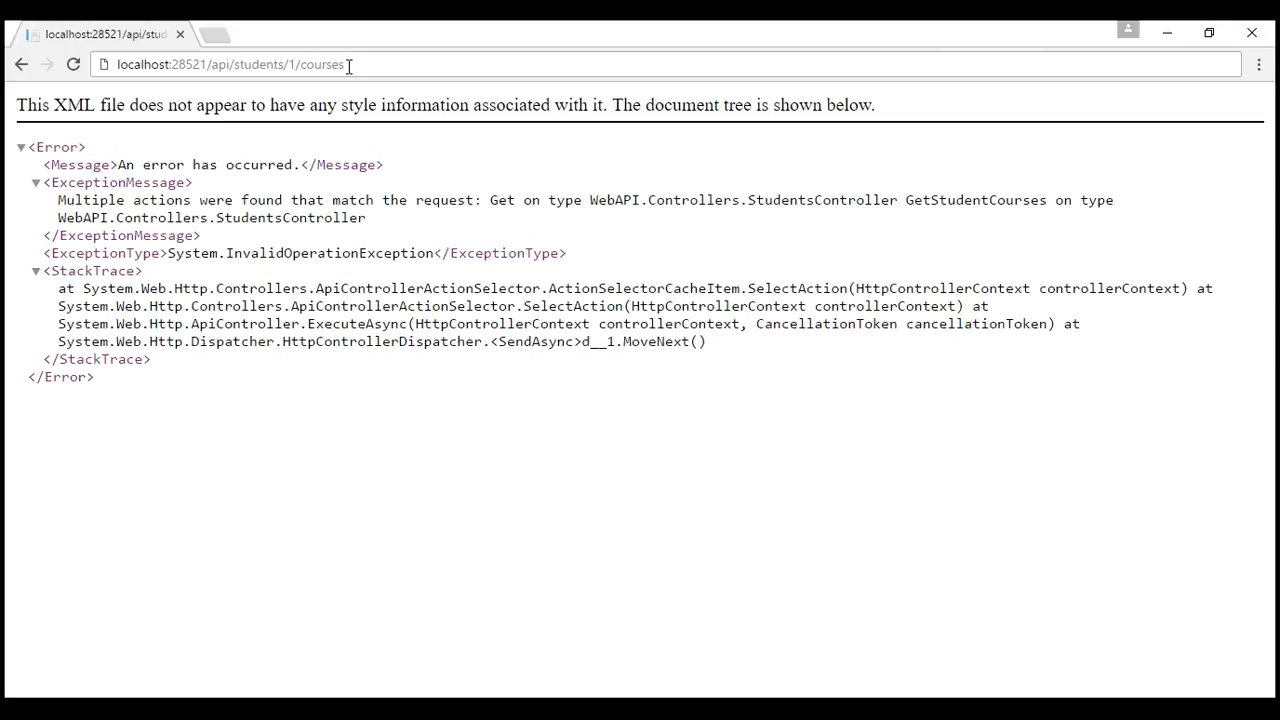 localhost:28521/api/stud
localhost:28521/api/students/1/courses
This XML file does not appear to have any style information associated with it. The document tree is shown below.
▼<Error>
<Message>An error has occurred.</Message>
▼<ExceptionMessage>
Multiple actions were found that match the request: Get on type WebAPI.Controllers.StudentsController GetStudentCourses on type
WebAPI.Controllers.StudentsController
</ExceptionMessage>
<ExceptionType>System.InvalidOperationException</ExceptionType>
▼<StackTrace>
at System.Web.Http.Controllers.ApiControllerActionSelector.ActionSelectorCacheItem.SelectAction(HttpControllerContext controllerContext) at
System.Web.Http.Controllers.ApiControllerActionSelector.SelectAction(HttpControllerContext controllerContext) at
System.Web.Http.ApiController.ExecuteAsync(HttpControllerContext controllerContext, CancellationToken cancellationToken) at
System.Web.Http.Dispatcher.HttpControllerDispatcher.<SendAsync>d__1.MoveNext()
</StackTrace>
</Error>